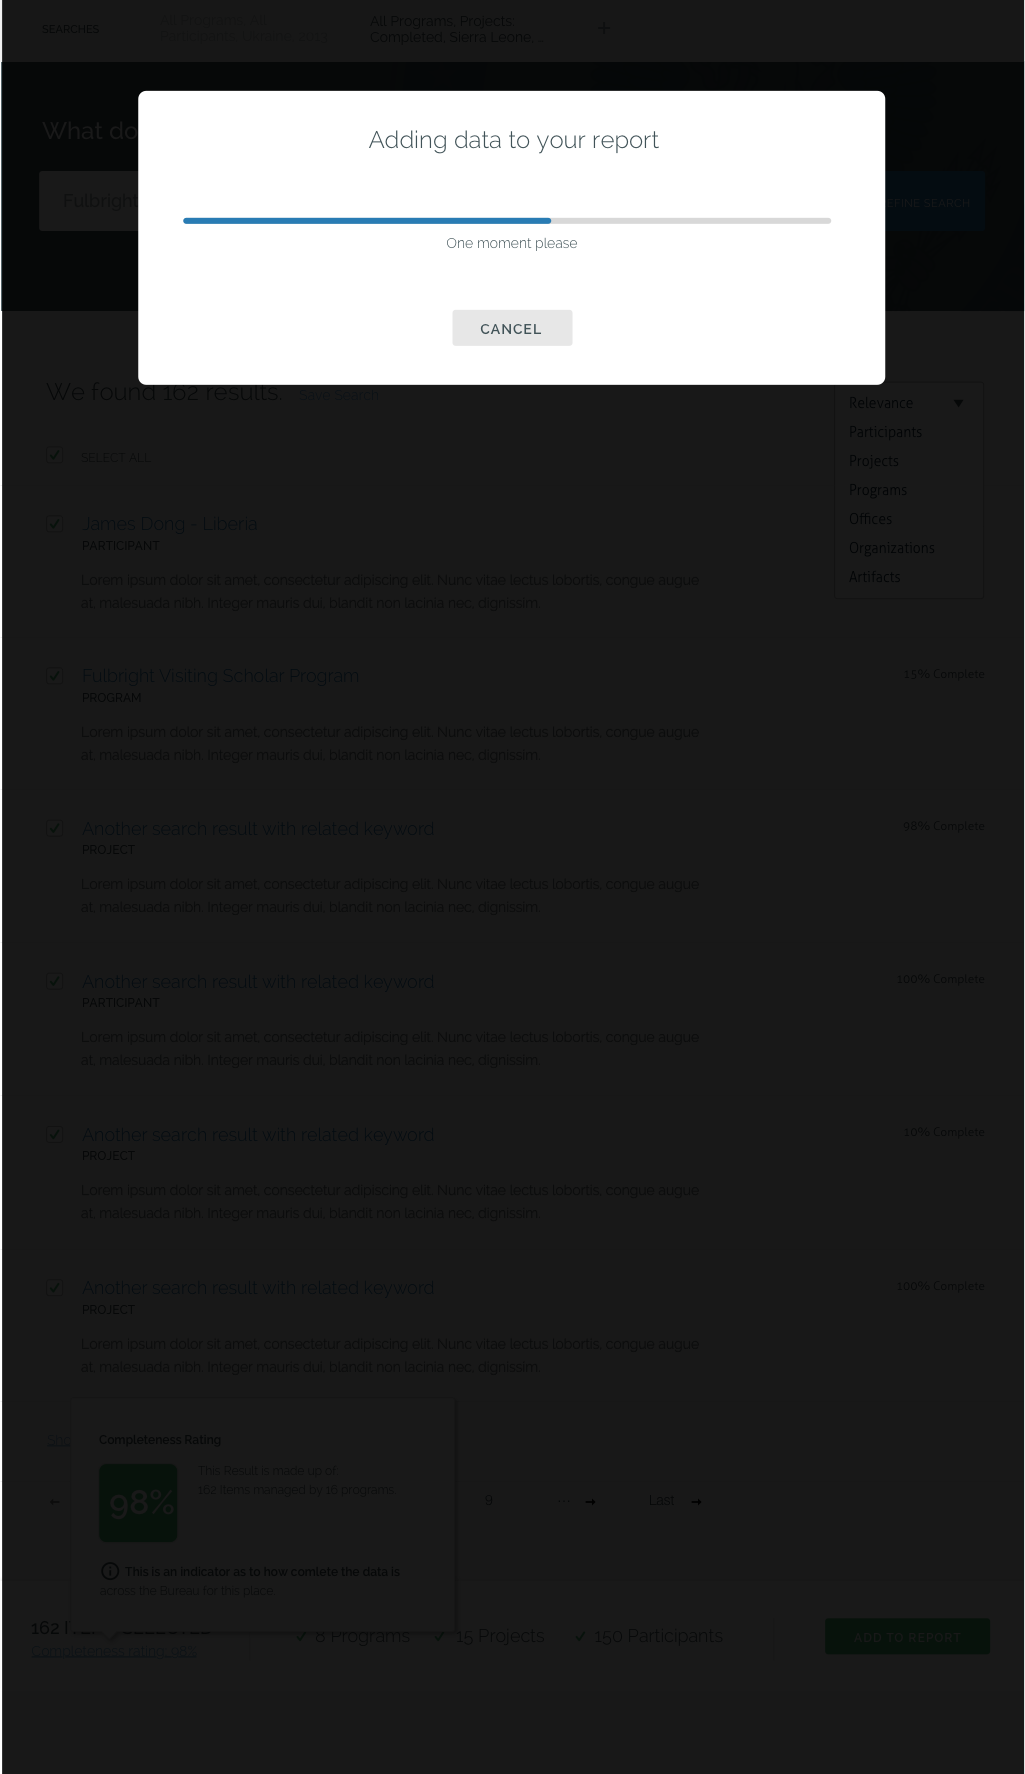 SEARCHES
All Programs, Projects,
Completed, Sierra Leone, ...
+
What do
Adding data to your report
Fulbright
EFINE SEARCH
One moment please
CANCEL
We found 162 results. Save Search
Relevance
Participants
Projects
Programs
Offices
Organizations
Artifacts
SELECT ALL
James Dong - Liberia
PARTICIPANT
Lorem ipsum dolor sit amet, consectetur adipiscing elit. Nunc vitae lectus lobortis, congue augue
at, malesuada nibh. Integer mauris dui, blandit non lacinia nec, dignissim.
Fulbright Visiting Scholar Program
15% Complete
PROGRAM
Lorem ipsum dolor sit amet, consectetur adipiscing elit. Nunc vitae lectus lobortis, congue augue
at, malesuada nibh. Integer mauris dui, blandit non lacinia nec, dignissim.
Another search result with related keyword
98% Complete
PROJECT
Lorem ipsum dolor sit amet, consectetur adipiscing elit. Nunc vitae lectus lobortis, congue augue
at, malesuada nibh. Integer mauris dui, blandit non lacinia nec, dignissim.
Another search result with related keyword
100% Complete
PARTICIPANT
Lorem ipsum dolor sit amet, consectetur adipiscing elit. Nunc vitae lectus lobortis, congue augue
at, malesuada nibh. Integer mauris dui, blandit non lacinia nec, dignissim.
Another search result with related keyword
10% Complete
PROJECT
Lorem ipsum dolor sit amet, consectetur adipiscing elit. Nunc vitae lectus lobortis, congue augue
at, malesuada nibh. Integer mauris dui, blandit non lacinia nec, dignissim.
Another search result with related keyword
100% Complete
PROJECT
Lorem ipsum dolor sit amet, consectetur adipiscing elit. Nunc vitae lectus lobortis, congue augue
at, malesuada nibh. Integer mauris dui, blandit non lacinia nec, dignissim.
Sho
Completeness Rating
98%
This Result is made up of
162 items managed by 16 programs
9 ... → Last →
This is an indicator as to how comlete the data is
across the Bureau for this place
162
Completeness rating: 98%
8 Programs
15 Projects
150 Participants
ADD TO REPORT